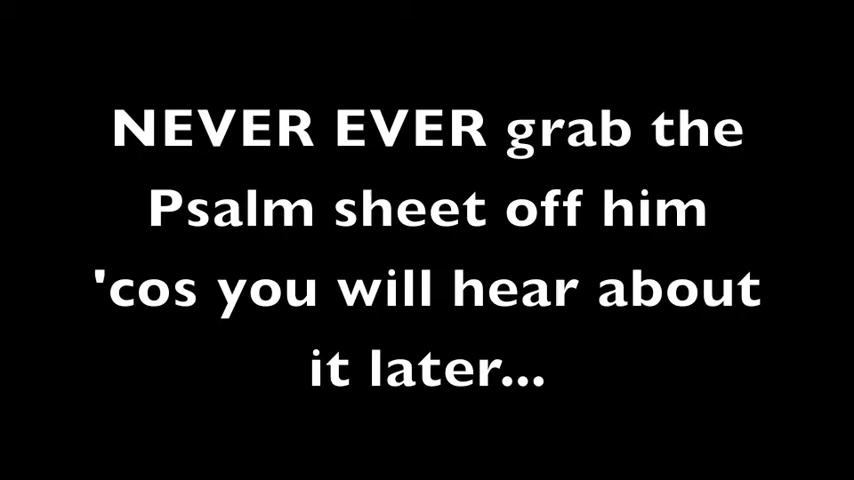 NEVER EVER grab the
Psalm sheet off him
'cos you will hear about
it later...